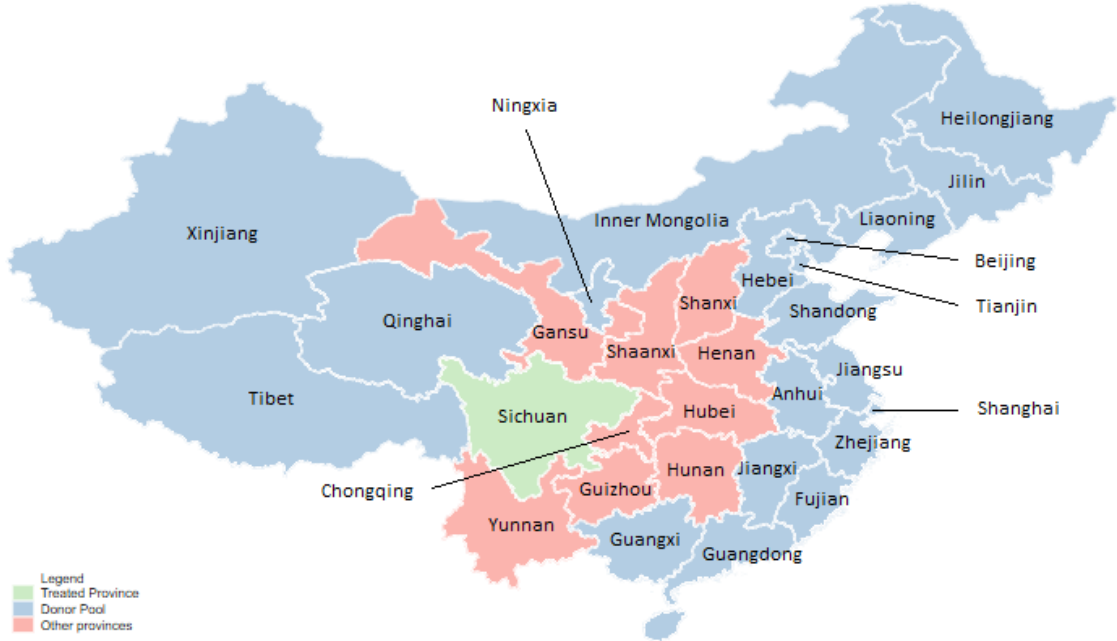 Ningxia
Heilongjiang
Jilin
Liaoning
Inner Mongolia
Xinjiang
Beijing
Hebei
Tianjin
Shanxi
Shandong
Qinghai
Gansu
Shaanxi
Henan
Jiangsu
Tibet
Anhui
Shanghai
Sichuan
Hubei
Zhejiang
Hunan
Jiangxi
Chongqing
Guizhou
Fujian
Yunnan
Guangxi
Guangdong
Legend
Treated Province
Donor Pool
Other provinces